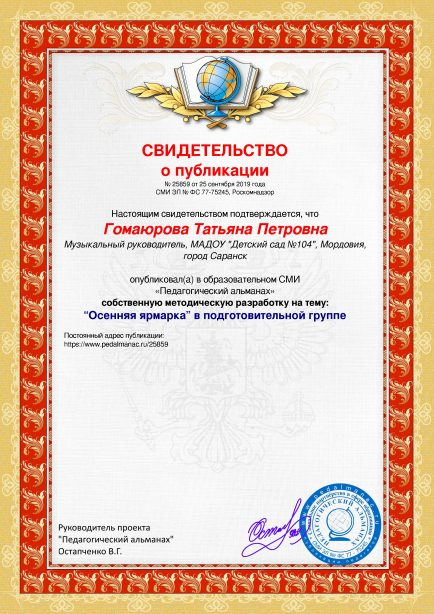 СВИДЕТЕЛЬСТВО
о публикации
№ 25859 от 25 сентября 2019 года
СМИ ЭЛ № ФС 77-75245, Роскомнадзор
Настоящим свидетельством подтверждается, что
Гомаюрова Татьяна Петровна
Музыкальный руководитель, МАДОУ "Детский сад №104", Мордовия,
город Саранск
опубликовал(а) в образовательном СМИ
«Педагогический альманах»
собственную методическую разработку на тему:
“Осенняя ярмарка” в подготовительной группе
Постоянный адрес публикации:
https://www.pedalmanac.ru/25859
Руководитель проекта
"Педагогический альманах"
Остапченко В.Г.
ПЕДАГОГИЧЕСКИЙ АЛЬМАНАХ